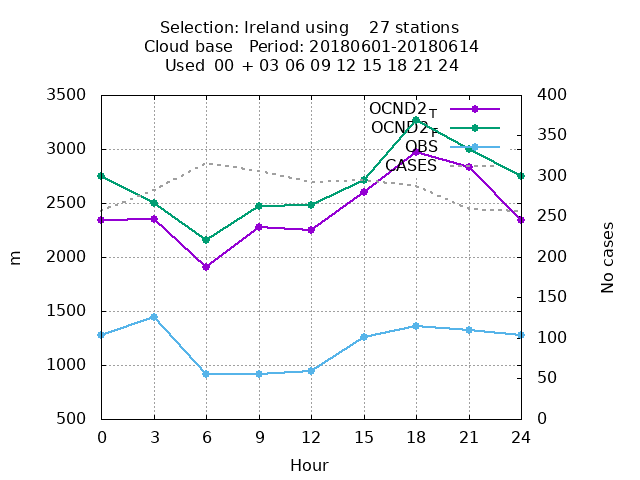 Selection: Ireland using 27 stations
Cloud base Period: 20180601-20180614
Used 00 + 03 06 09 12 15 18 21 24
3500
3000
2500
2000
1500
1000
500
m
OCND2_T
OCND2_F
OBS
CASES
400
350
300
250
200
150
100
50
0
No cases
0 3 6 9 12 15 18 21 24
Hour